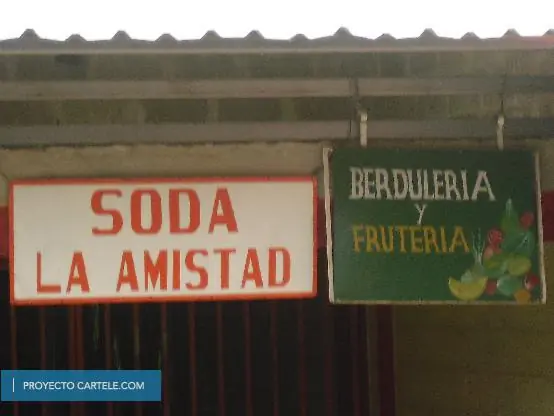 SODA
LA AMISTAD
BERDULERIA
Y
FRUTERIA
PROYECTO CARTELE.COM